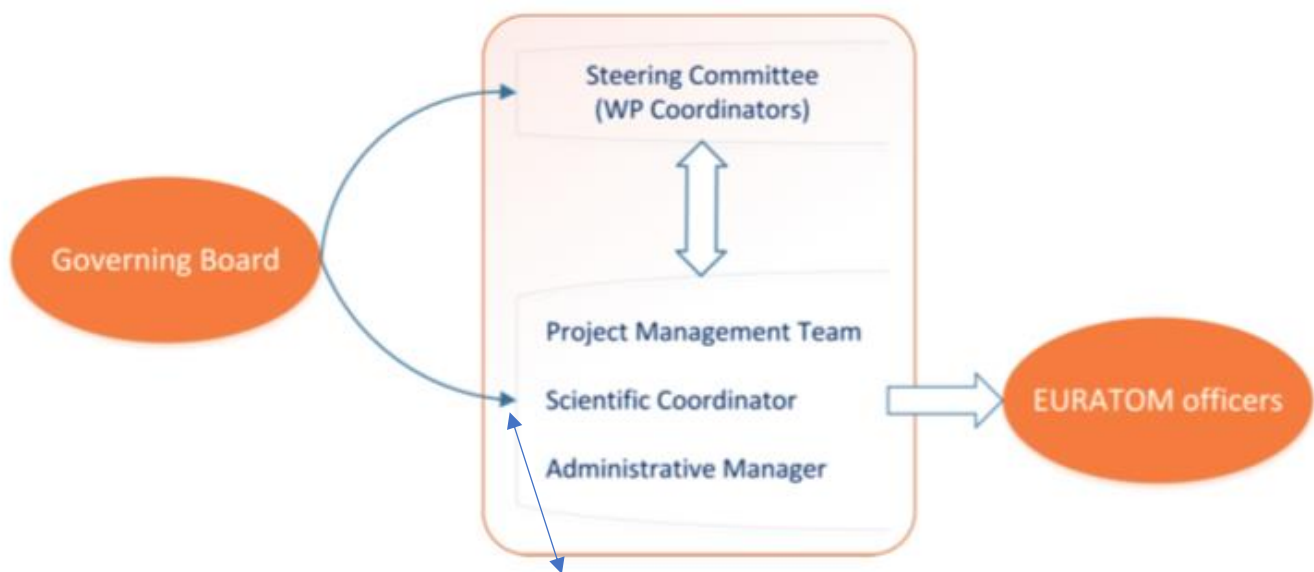 Steering Committee
(WP Coordinators)
Governing Board
Project Management Team
Scientific Coordinator
EURATOM officers
Administrative Manager